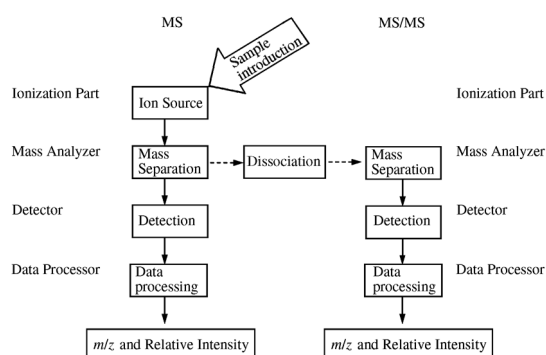 MS
MS/MS
Sample
introduction
Ionization Part
Ion Source
Ionization Part
Mass Analyzer
Mass
Separation
Dissociation
Mass
Separation
Mass Analyzer
Detector
Detection
Detection
Detector
Data Processor
Data
processing
Data
processing
Data Processor
m/z and Relative Intensity
m/z and Relative Intensity